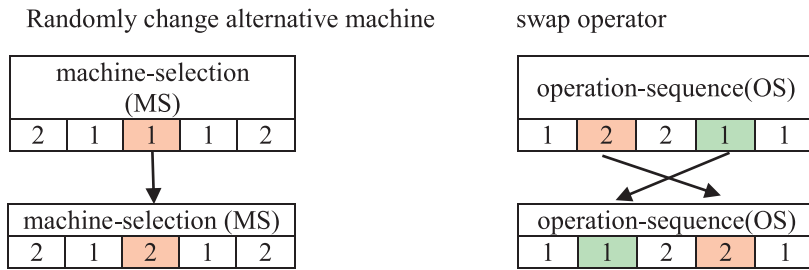 Randomly change alternative machine
machine-selection
(MS)
2 1 1 1 2
machine-selection (MS)
2 1 2 1 2
swap operator
operation-sequence(OS)
1 2 2 1 1
operation-sequence(OS)
1 1 2 2 1